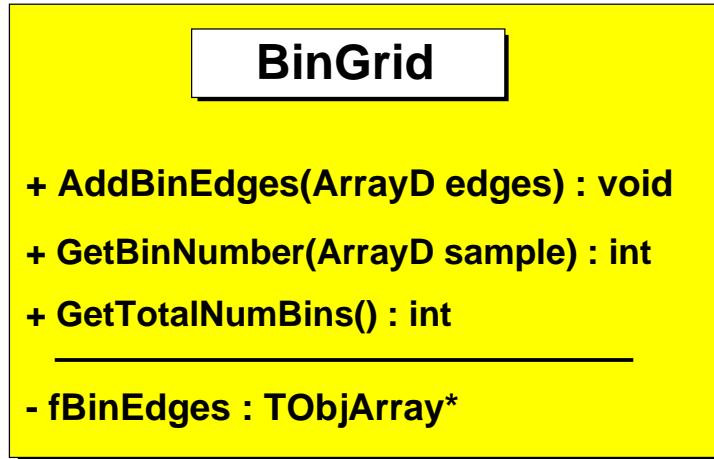 BinGrid
+ AddBinEdges(ArrayD edges) : void
+ GetBinNumber(ArrayD sample) : int
+ GetTotalNumBins() : int
- fBinEdges : TObjArray*